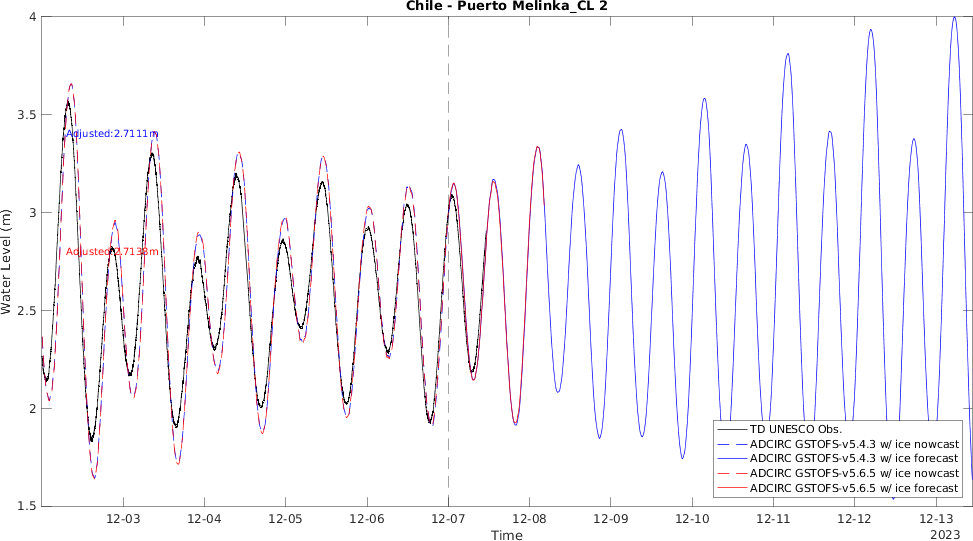 Chile - Puerto Melinka_CL 2
4
3.5
3
2.5
2
1.5
Water Level (m)
Adjusted:2.7111m
Adjusted:2.7138m
TD UNESCO Obs.
ADCIRC GSTOFS-v5.4.3 w/ ice nowcast
ADCIRC GSTOFS-v5.4.3 w/ ice forecast
ADCIRC GSTOFS-v5.6.5 w/ ice nowcast
ADCIRC GSTOFS-v5.6.5 w/ ice forecast
12-03 12-04 12-05 12-06 12-07 12-08 12-09 12-10 12-11 12-12 12-13
Time
2023